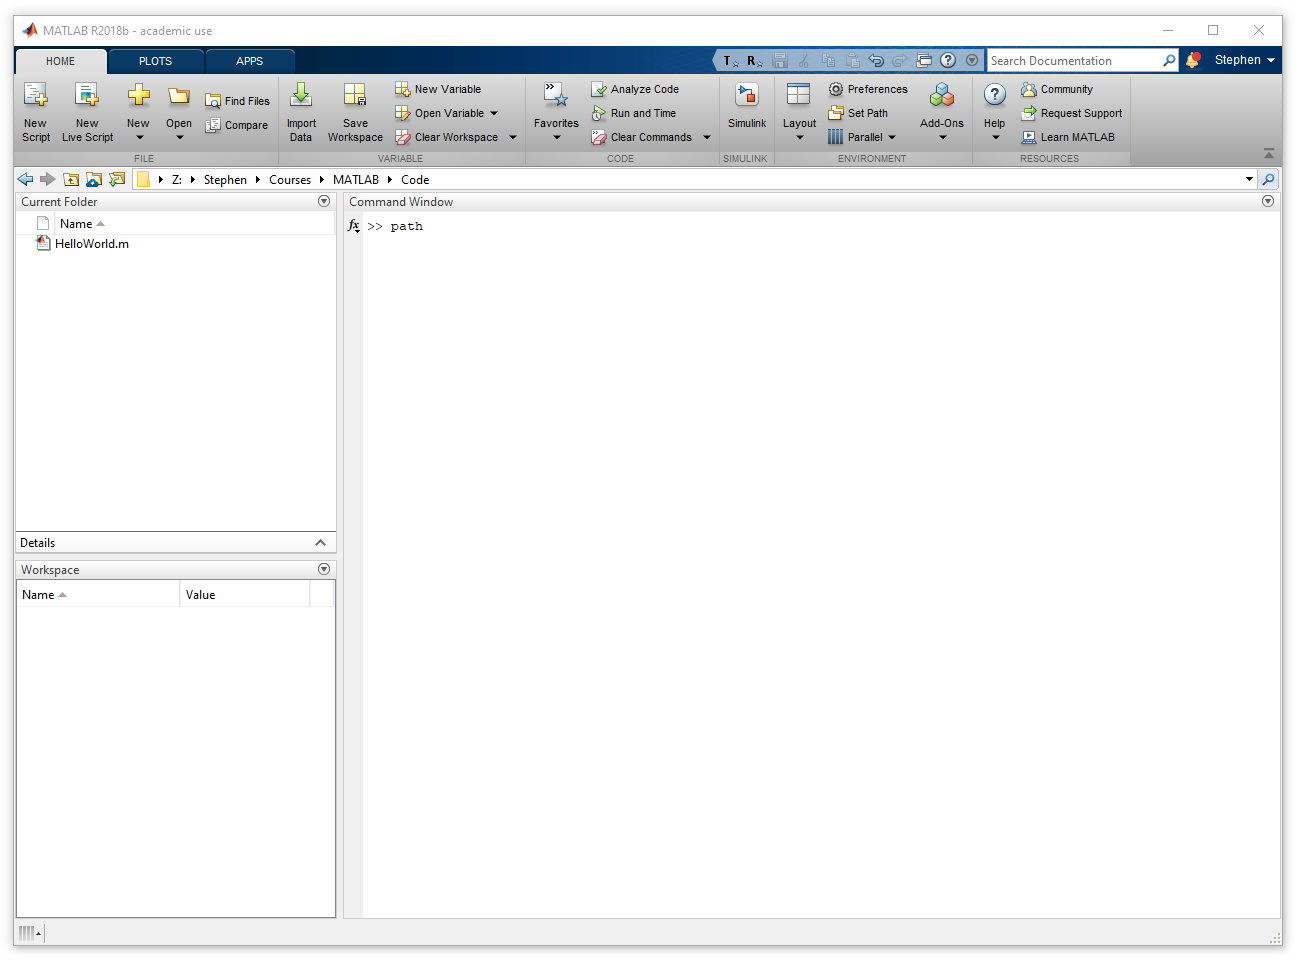 MATLAB R2018b - academic use
HOME PLOTS APPS
Search Documentation
Stephen
New Script
New Live Script
New
Open
Find Files
Compare
FILE
Import Data
Save Workspace
New Variable
Open Variable
Clear Workspace
VARIABLE
Favorites
Analyze Code
Run and Time
Clear Commands
CODE
Simulink
SIMULINK
Layout
Preferences
Set Path
Parallel
Add-Ons
ENVIRONMENT
Help
Community
Request Support
Learn MATLAB
RESOURCES
Z: Stephen Courses MATLAB Code
Current Folder
Name
HelloWorld.m
Details
Workspace
Name Value
Command Window
fx >> path